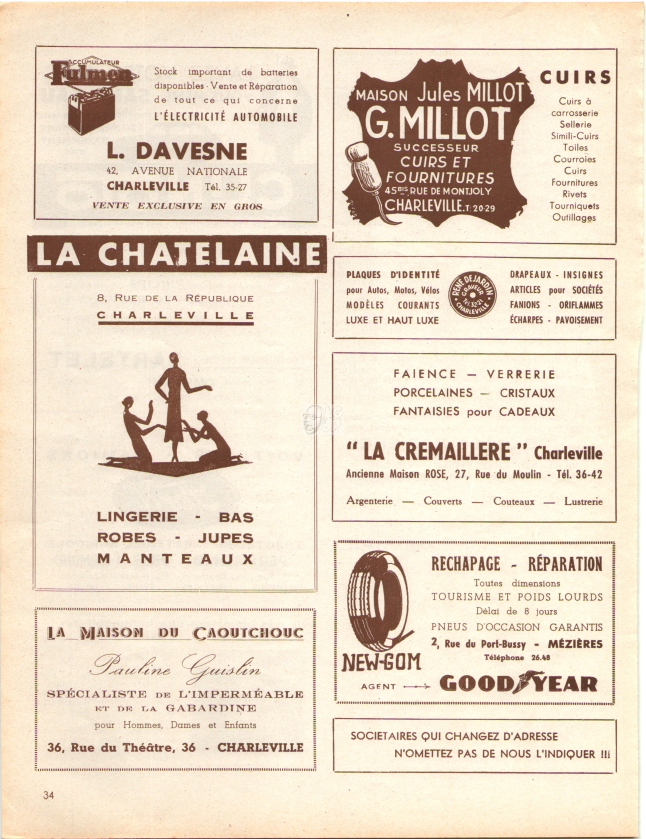 ACCUMULATEUR
Fulmen
Stock important de batteries
disponibles - Vente et Réparation
de tout ce qui concerne
L'ÉLECTRICITÉ AUTOMOBILE
L. DAVESNE
42, AVENUE NATIONALE
CHARLEVILLE Tél. 35-27
VENTE EXCLUSIVE EN GROS
LA CHATELAINE
8, RUE DE LA RÉPUBLIQUE
CHARLEVILLE
LINGERIE - BAS
ROBES - JUPES
MANTEAUX
LA MAISON DU CAOUTCHOUC
Pauline Guislin
SPÉCIALISTE DE L'IMPERMÉABLE
ET DE LA GABARDINE
pour Hommes, Dames et Enfants
36, Rue du Théâtre, 36 - CHARLEVILLE
34
MAISON Jules MILLOT
G. MILLOT
SUCCESSEUR
CUIRS ET
FOURNITURES
45 BIS RUE DE MONTJOLY
CHARLEVILLE. T. 20-29
CUIRS
Cuirs à
carrosserie
Sellerie
Simili-Cuirs
Toiles
Courroies
Cuirs
Fournitures
Rivets
Tourniquets
Outillages
PLAQUES D'IDENTITÉ
pour Autos, Motos, Vélos
MODÈLES COURANTS
LUXE ET HAUT LUXE
RENÉ DEJARDIN
GRAVEUR
CHARLEVILLE
DRAPEAUX - INSIGNES
ARTICLES pour SOCIÉTÉS
FANIONS - ORIFLAMMES
ÉCHARPES - PAVOISEMENT
FAIENCE — VERRERIE
PORCELAINES — CRISTAUX
FANTAISIES pour CADEAUX
" LA CREMAILLERE " Charleville
Ancienne Maison ROSE, 27, Rue du Moulin - Tél. 36-42
Argenterie — Couverts — Couteaux — Lustrerie
NEW-GOM
RECHAPAGE - RÉPARATION
Toutes dimensions
TOURISME ET POIDS LOURDS
Délai de 8 jours
PNEUS D'OCCASION GARANTIS
2, Rue du Port-Bussy - MÉZIÈRES
Téléphone 26.48
AGENT GOODYEAR
SOCIETAIRES QUI CHANGEZ D'ADRESSE
N'OMETTEZ PAS DE NOUS L'INDIQUER !!!